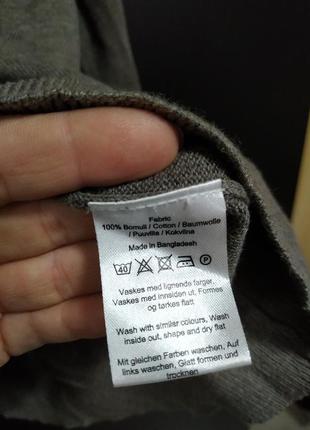 Fabric
100% Bomull / Cotton / Baumwolle
/ Puuvilla / Kokvilna
Made in Bangladesh
40 P
Vaskes med lignende farger.
Vaskes med innsiden ut, Formes
og tørkes flatt
Wash with similar colours, Wash
inside out, shape and dry flat
Mit gleichen Farben waschen, Auf
links waschen, Glatt formen und
trocknen